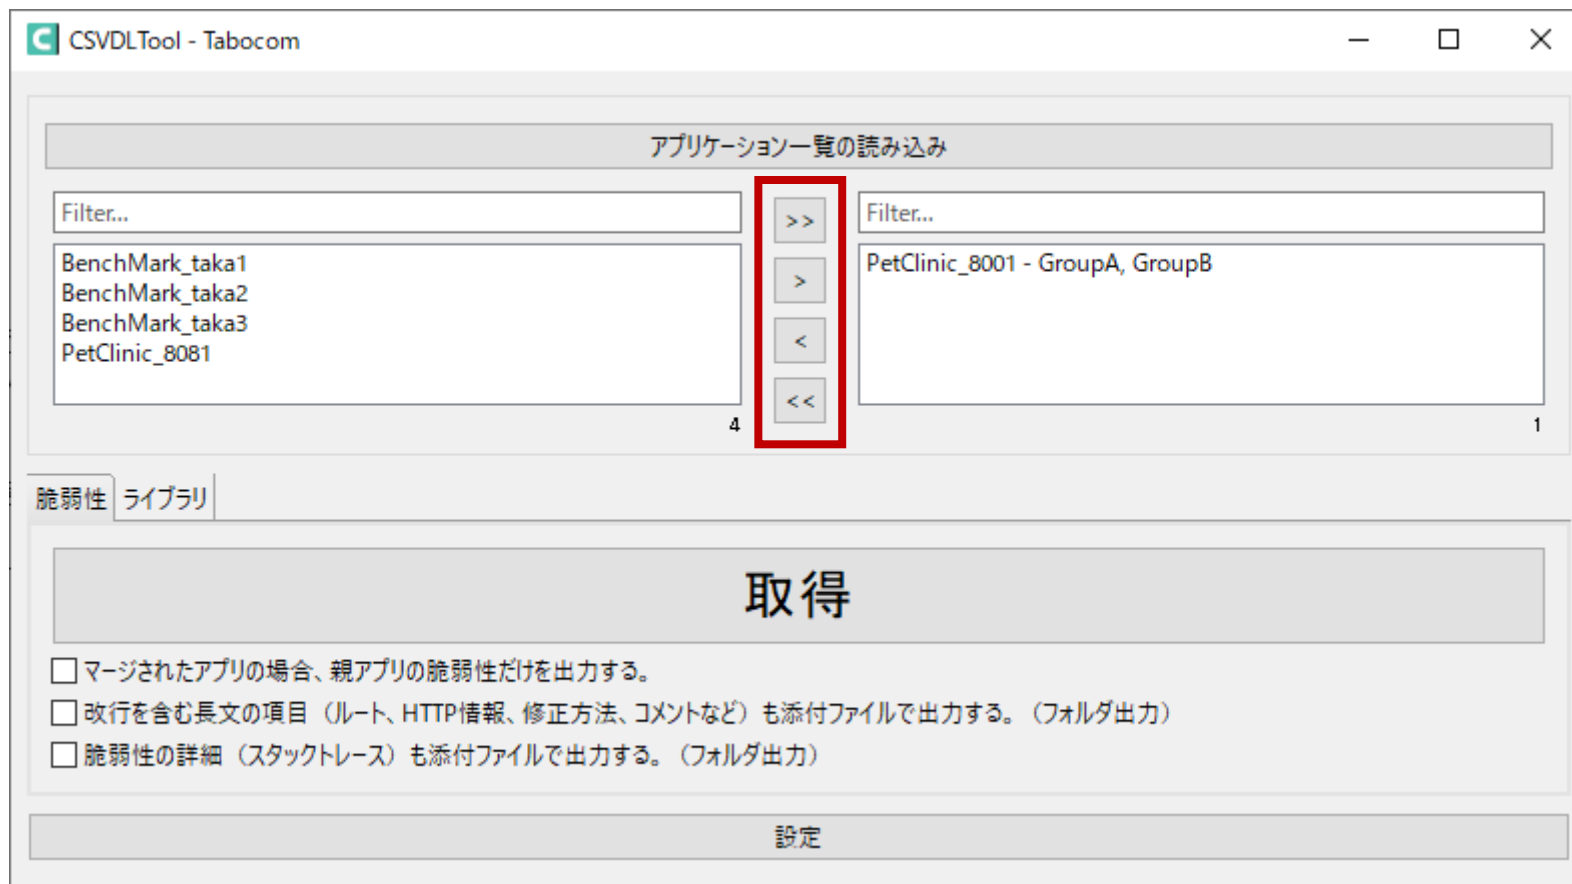 CSVDLTool - Tabocom
アプリケーション一覧の読み込み
Filter...
BenchMark_taka1
BenchMark_taka2
BenchMark_taka3
PetClinic_8081
4
>>
>
<
<<
Filter...
PetClinic_8001 - GroupA, GroupB
1
脆弱性 ライブラリ
取得
マージされたアプリの場合、親アプリの脆弱性だけを出力する。
改行を含む長文の項目（ルート、HTTP情報、修正方法、コメントなど）も添付ファイルで出力する。（フォルダ出力）
脆弱性の詳細（スタックトレース）も添付ファイルで出力する。（フォルダ出力）
設定